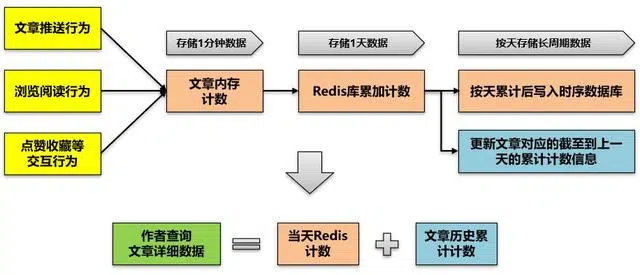 文章推送行为
浏览阅读行为
点赞收藏等
交互行为
存储1分钟数据
文章内存
计数
存储1天数据
Redis库累加计数
按天存储长周期数据
按天累计后写入时序数据库
更新文章对应的截至到上一
天的累计计数信息
作者查询
文章详细数据
当天Redis
计数
文章历史累
计计数